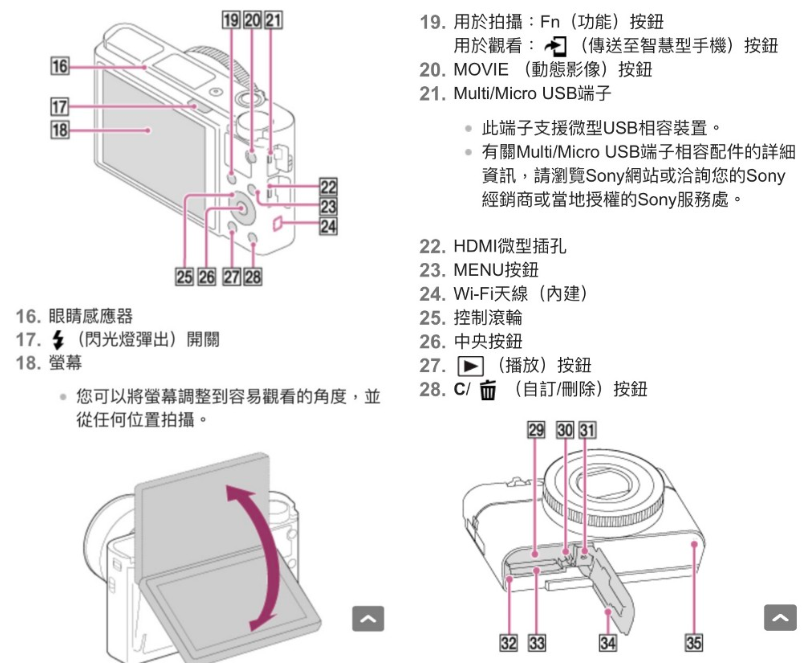 19 20 21
16
17
18
22
23
24
25 26 27 28
16. 眼睛感應器
17. (閃光燈彈出）開關
18. 螢幕
您可以將螢幕調整到容易觀看的角度，並
從任何位置拍攝。
19. 用於拍攝：Fn（功能）按鈕
用於觀看： （傳送至智慧型手機）按鈕
20. MOVIE （動態影像）按鈕
21. Multi/Micro USB端子
此端子支援微型USB相容裝置。
有關Multi/Micro USB端子相容配件的詳細
資訊，請瀏覽Sony網站或洽詢您的Sony
經銷商或當地授權的Sony服務處。
22. HDMI微型插孔
23. MENU按鈕
24. Wi-Fi天線（內建）
25. 控制滾輪
26. 中央按鈕
27. （播放）按鈕
28. C/ （自訂/刪除）按鈕
29 30 31
32 33 34 35